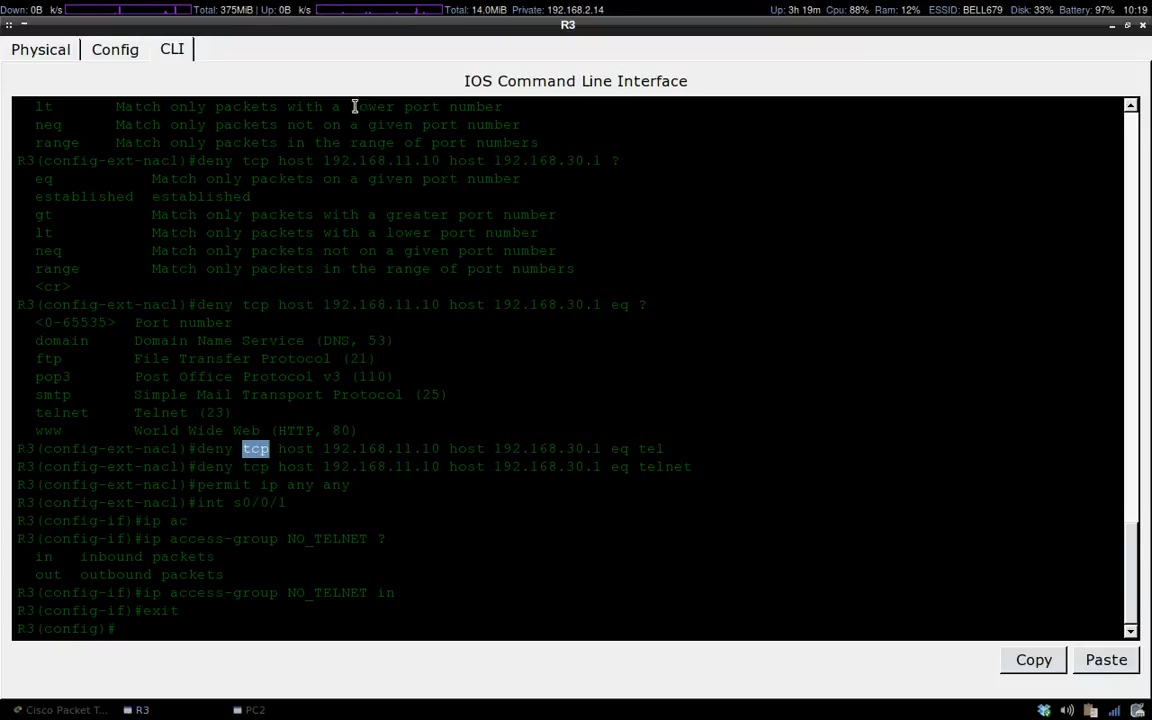 Down: 0B k/s Total: 375MiB | Up: 0B k/s Total: 14.0MiB Private: 192.168.2.14 Up: 3h 19m Cpu: 88% Ram: 12% ESSID: BELL679 Disk: 33% Battery: 97% 10:19
R3
Physical Config CLI
IOS Command Line Interface
lt Match only packets with a lower port number
neq Match only packets not on a given port number
range Match only packets in the range of port numbers
R3(config-ext-nacl)#deny tcp host 192.168.11.10 host 192.168.30.1 ?
eq Match only packets on a given port number
established established
gt Match only packets with a greater port number
lt Match only packets with a lower port number
neq Match only packets not on a given port number
range Match only packets in the range of port numbers
<cr>
R3(config-ext-nacl)#deny tcp host 192.168.11.10 host 192.168.30.1 eq ?
<0-65535> Port number
domain Domain Name Service (DNS, 53)
ftp File Transfer Protocol (21)
pop3 Post Office Protocol v3 (110)
smtp Simple Mail Transport Protocol (25)
telnet Telnet (23)
www World Wide Web (HTTP, 80)
R3(config-ext-nacl)#deny tcp host 192.168.11.10 host 192.168.30.1 eq tel
R3(config-ext-nacl)#deny tcp host 192.168.11.10 host 192.168.30.1 eq telnet
R3(config-ext-nacl)#permit ip any any
R3(config-ext-nacl)#int s0/0/1
R3(config-if)#ip ac
R3(config-if)#ip access-group NO_TELNET ?
in inbound packets
out outbound packets
R3(config-if)#ip access-group NO_TELNET in
R3(config-if)#exit
R3(config)#
Copy Paste
Cisco Packet T... R3 PC2